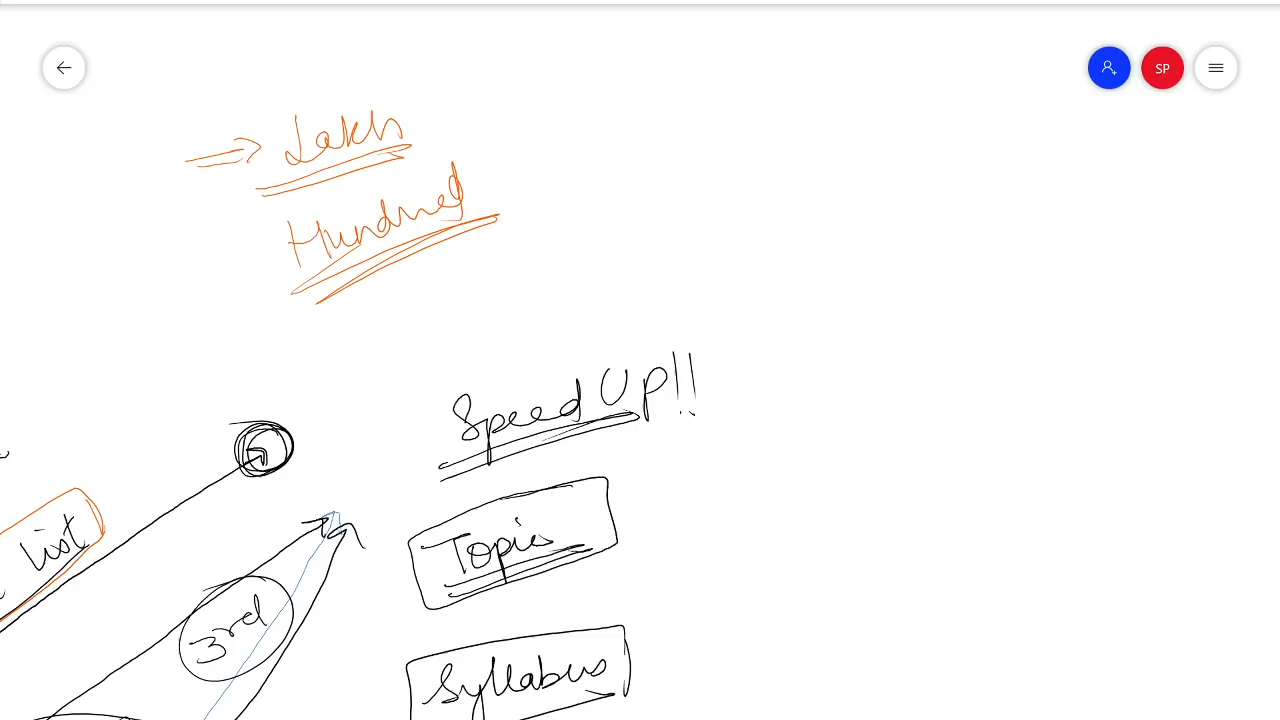 SP
⇒ Lakh
Hundred
Speed Up!!
list
Topic
3rd
Syllabus